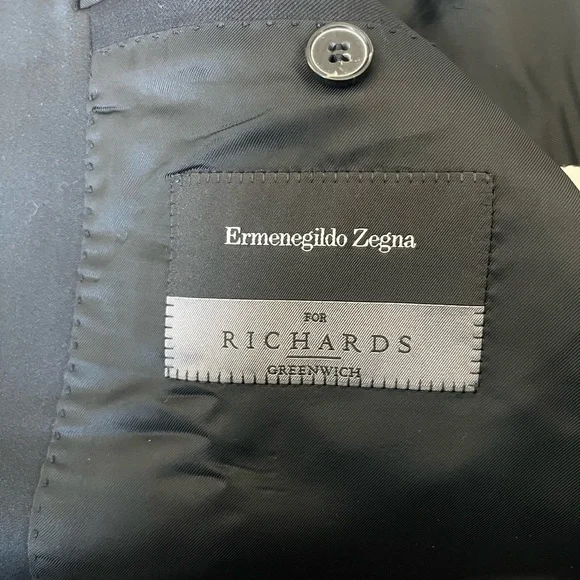 Ermenegildo Zegna
FOR
RICHARDS
GREENWICH